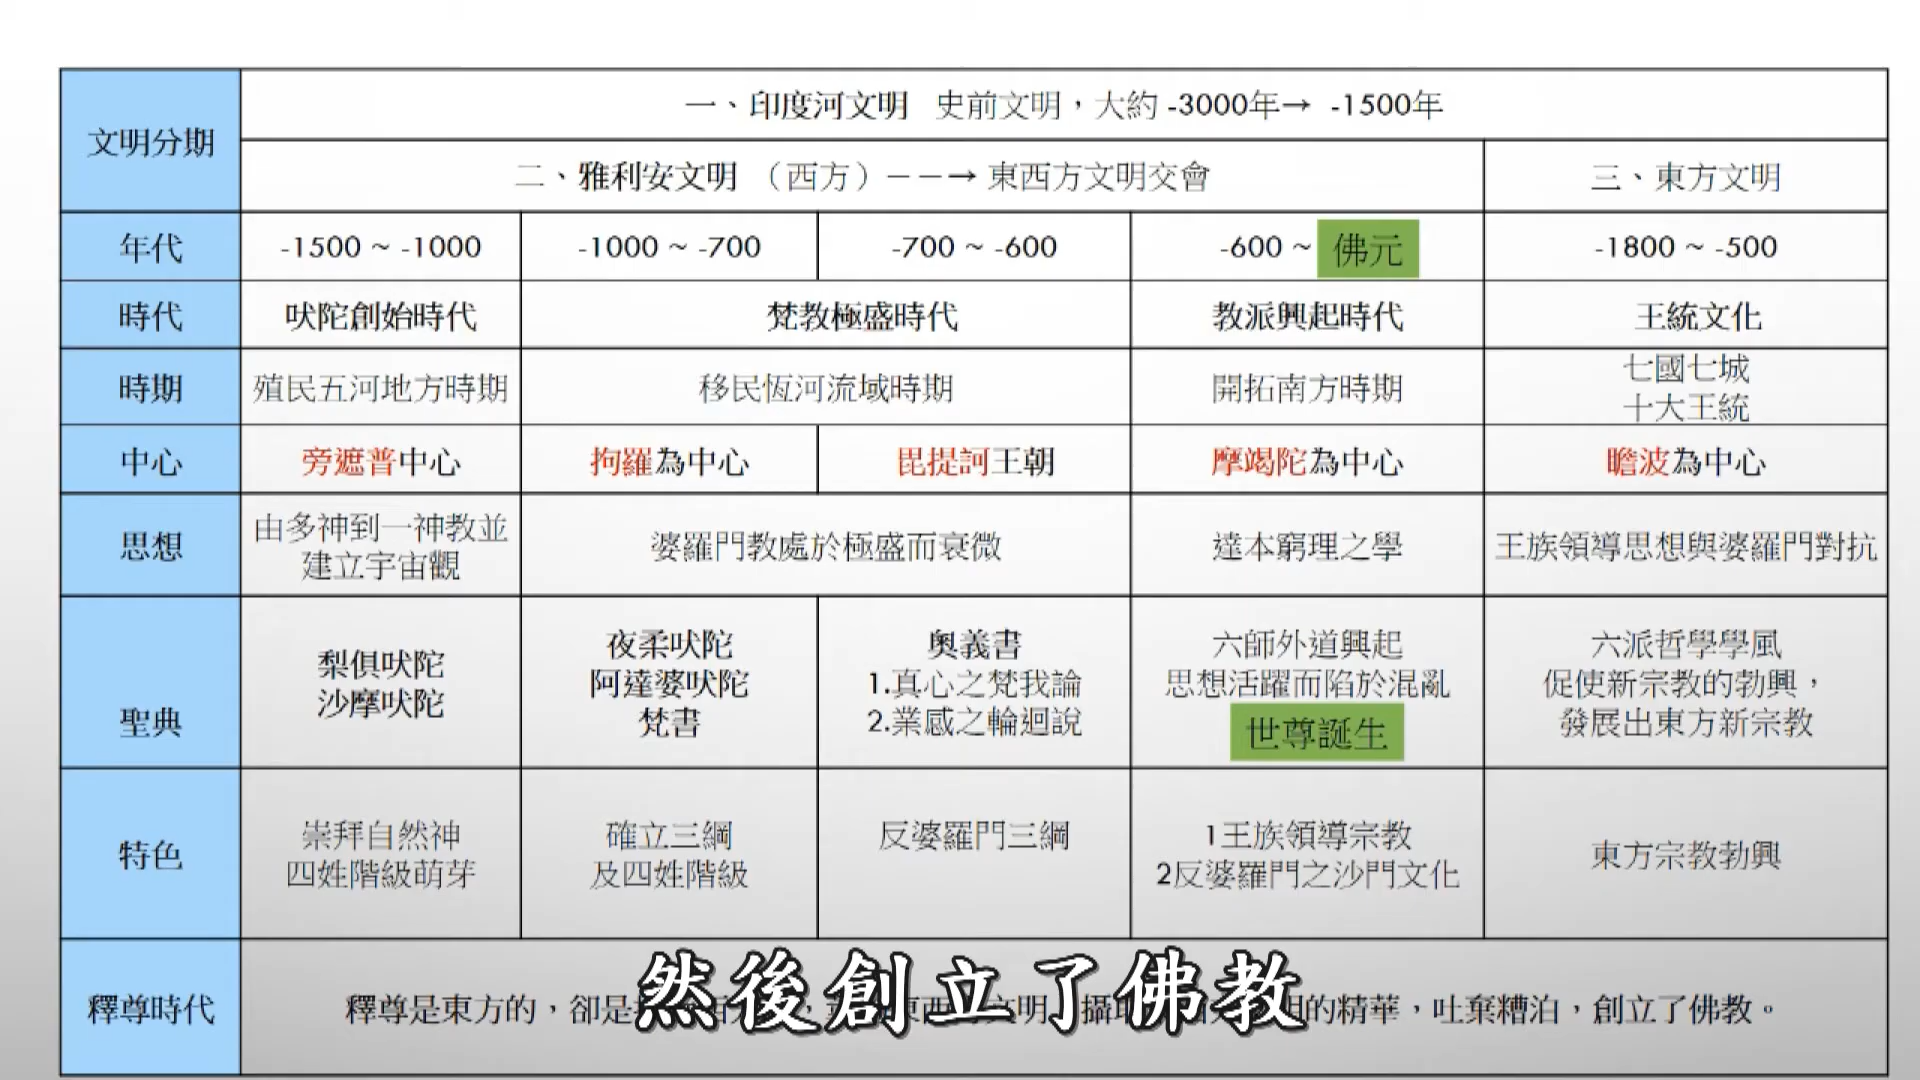 文明分期
一、印度河文明 史前文明，大約 -3000年→ -1500年
二、雅利安文明 （西方）－－→ 東西方文明交會
三、東方文明
年代
-1500 ~ -1000
-1000 ~ -700
-700 ~ -600
-600 ~ 佛元
-1800 ~ -500
時代
吠陀創始時代
梵教極盛時代
教派興起時代
王統文化
時期
殖民五河地方時期
移民恆河流域時期
開拓南方時期
七國七城
十大王統
中心
旁遮普中心
拘羅為中心
毘提訶王朝
摩竭陀為中心
瞻波為中心
思想
由多神到一神教並
建立宇宙觀
婆羅門教處於極盛而衰微
達本窮理之學
王族領導思想與婆羅門對抗
聖典
梨俱吠陀
沙摩吠陀
夜柔吠陀
阿達婆吠陀
梵書
奧義書
1.真心之梵我論
2.業感之輪迴說
六師外道興起
思想活躍而陷於混亂
世尊誕生
六派哲學學風
促使新宗教的勃興，
發展出東方新宗教
特色
崇拜自然神
四姓階級萌芽
確立三綱
及四姓階級
反婆羅門三綱
1王族領導宗教
2反婆羅門之沙門文化
東方宗教勃興
釋尊時代
釋尊是東方的，卻是 東 文明 攝 的精華，吐棄糟泊，創立了佛教。
然後創立了佛教